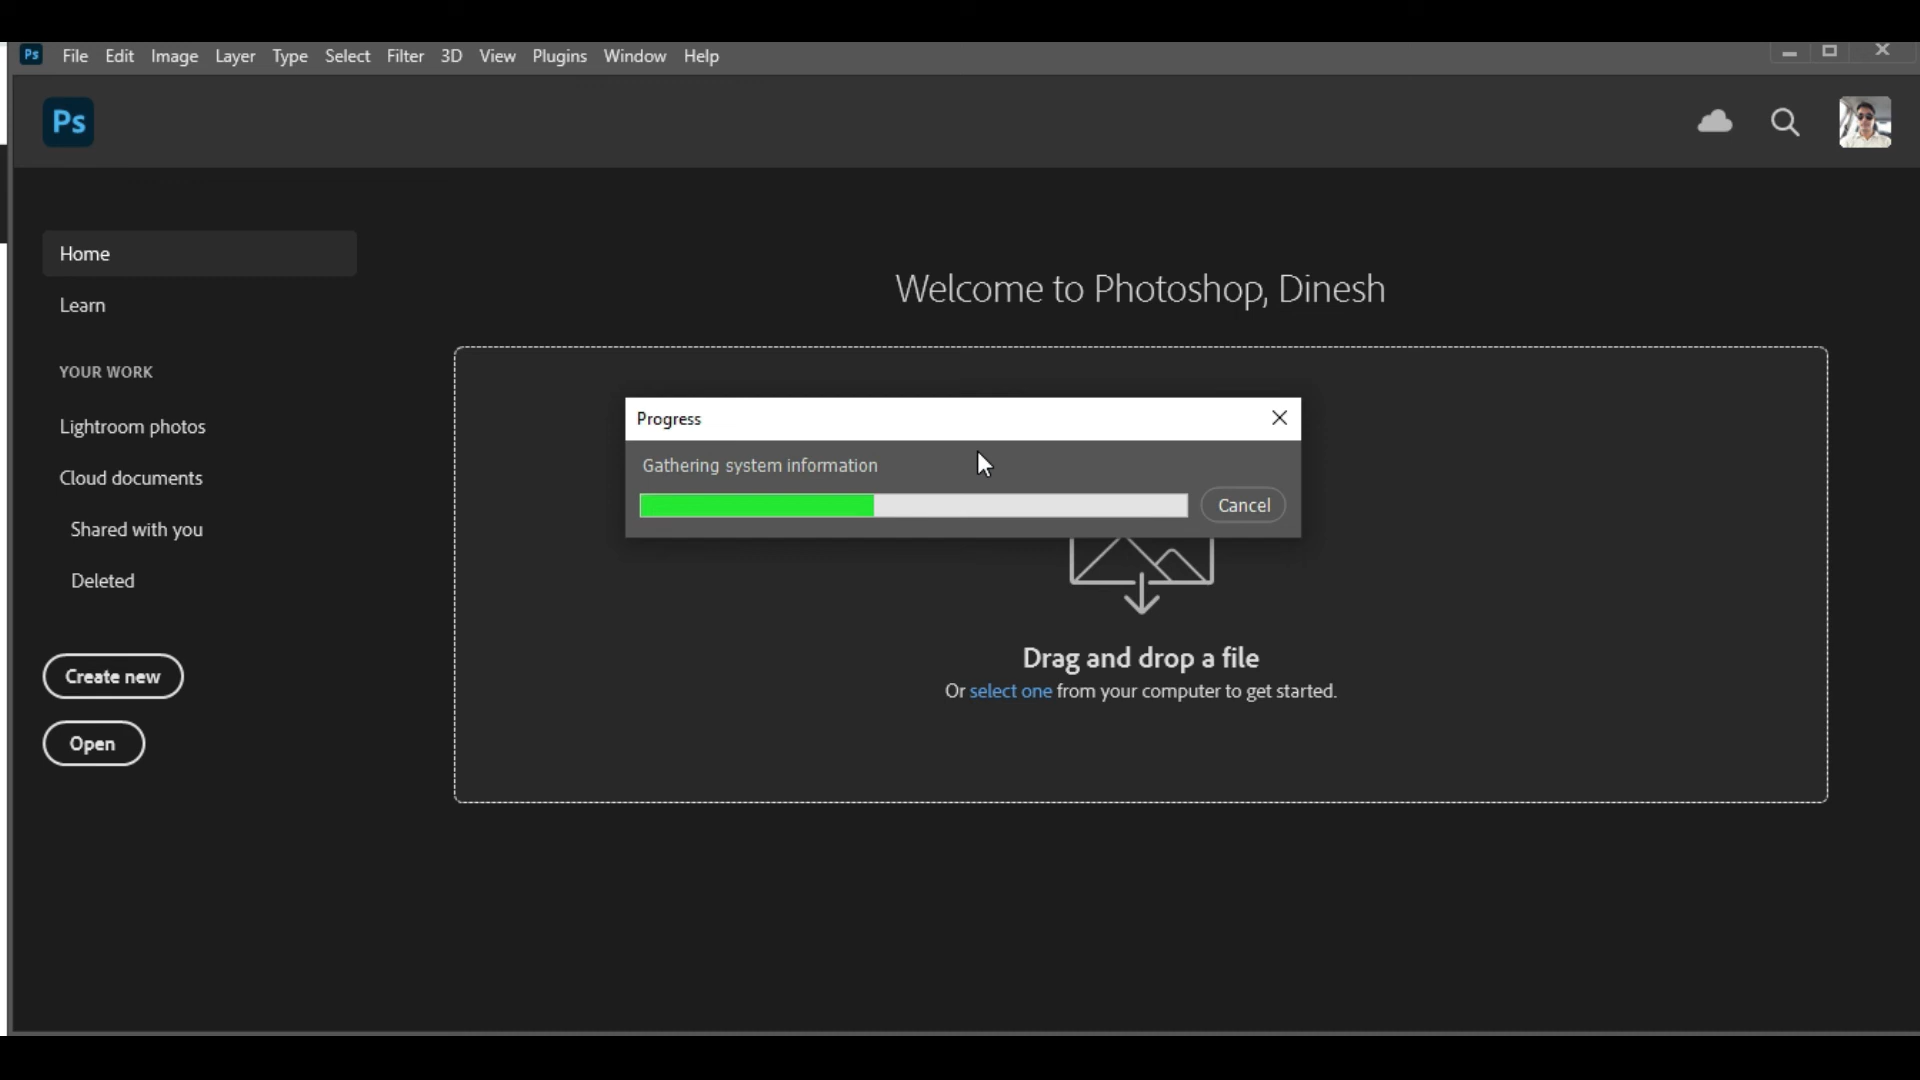 Ps File Edit Image Layer Type Select Filter 3D View Plugins Window Help
Ps
Home
Learn
YOUR WORK
Lightroom photos
Cloud documents
Shared with you
Deleted
Create new
Open
Welcome to Photoshop, Dinesh
Progress
Gathering system information
Cancel
Drag and drop a file
Or select one from your computer to get started.